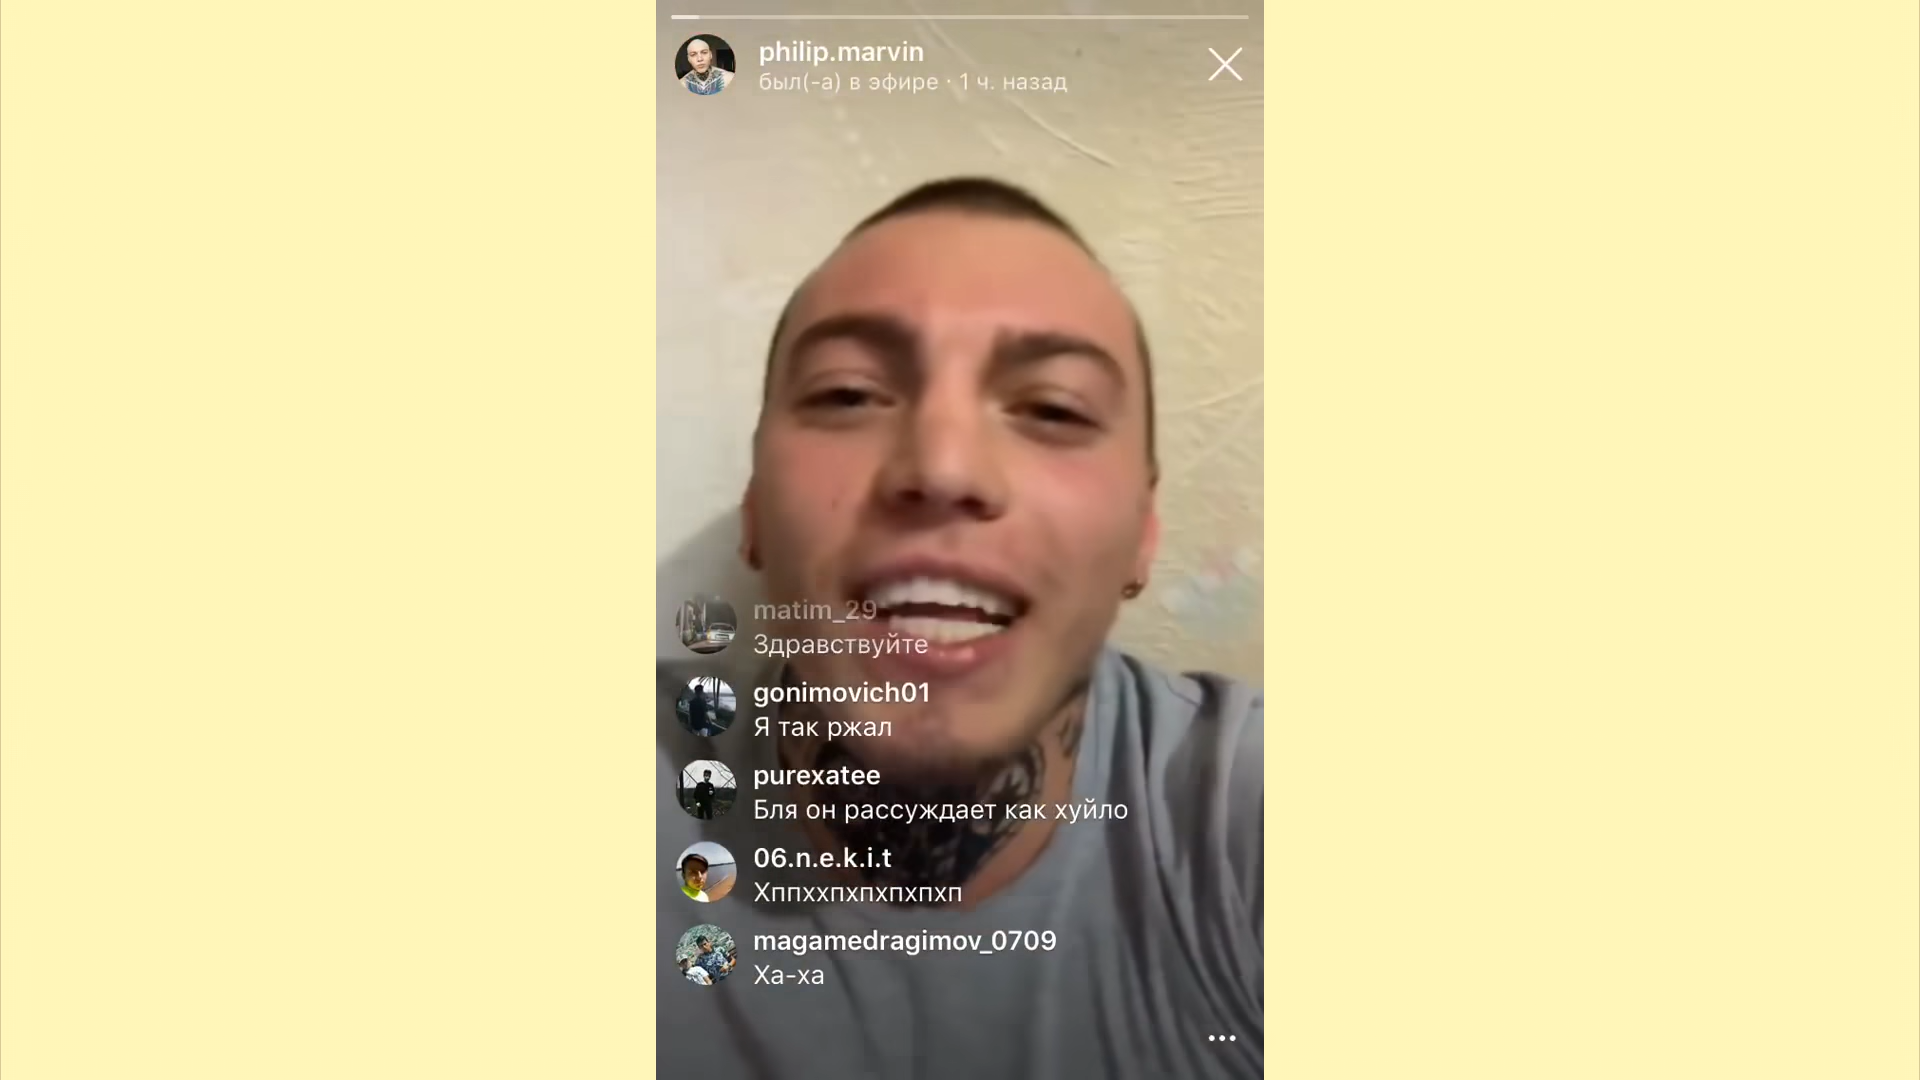 philip.marvin
был(-а) в эфире · 1 ч. назад
matim_29
Здравствуйте
gonimovich01
Я так ржал
purexatee
Бля он рассуждает как хуйло
06.n.e.k.i.t
Хппххпхпхпхпхп
magamedragimov_0709
Ха-ха